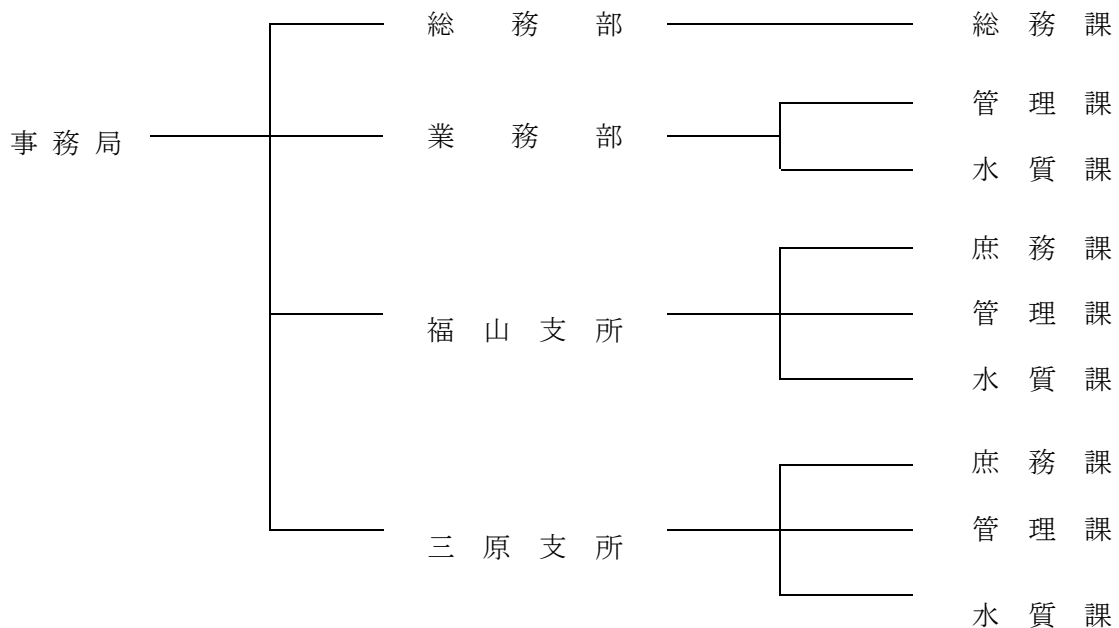 事務局
総務部
総務課
業務部
管理課
水質課
福山支所
庶務課
管理課
水質課
三原支所
庶務課
管理課
水質課